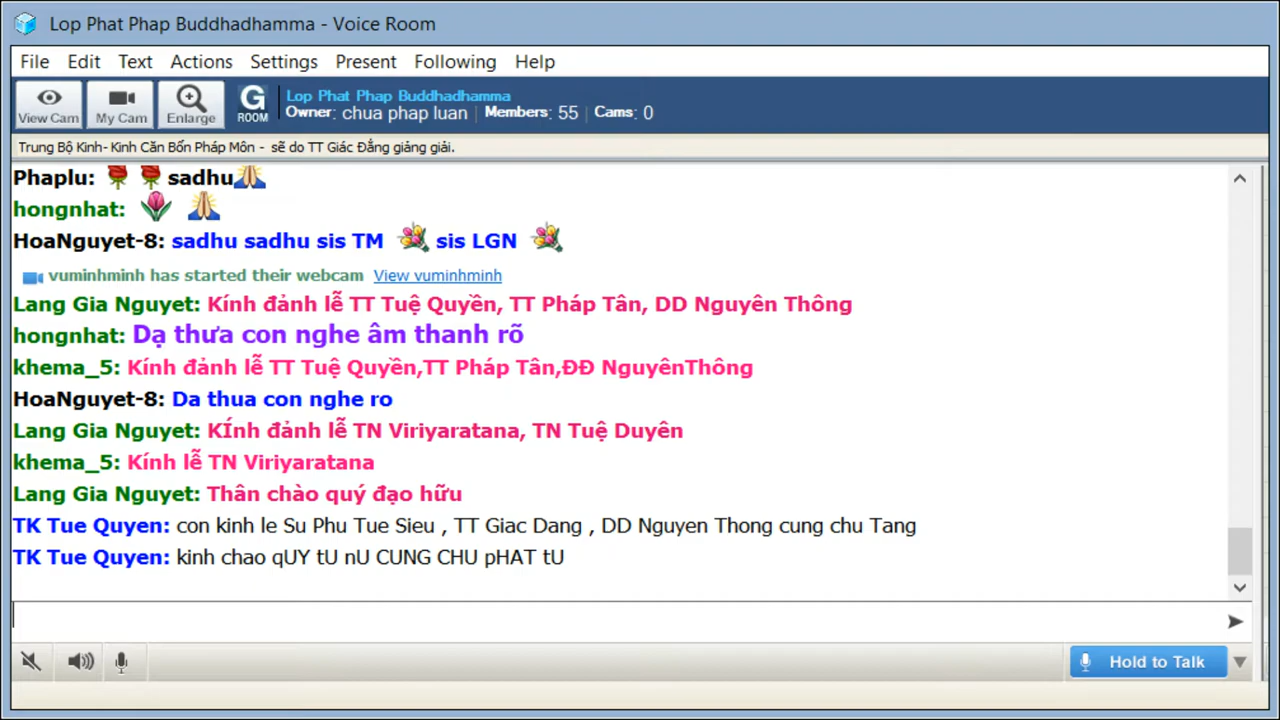 Lop Phat Phap Buddhadhamma - Voice Room
File Edit Text Actions Settings Present Following Help
View Cam My Cam Enlarge G ROOM Lop Phat Phap Buddhadhamma
Owner: chua phap luan | Members: 55 | Cams: 0
Trung Bộ Kinh- Kinh Căn Bổn Pháp Môn - sẽ do TT Giác Đẳng giảng giải.
Phaplu: sadhu
hongnhat:
HoaNguyet-8: sadhu sadhu sis TM sis LGN
vuminhminh has started their webcam View vuminhminh
Lang Gia Nguyet: Kính đảnh lễ TT Tuệ Quyền, TT Pháp Tân, DD Nguyên Thông
hongnhat: Dạ thưa con nghe âm thanh rõ
khema_5: Kính đảnh lễ TT Tuệ Quyền,TT Pháp Tân,ĐĐ NguyênThông
HoaNguyet-8: Da thua con nghe ro
Lang Gia Nguyet: KÍnh đảnh lễ TN Viriyaratana, TN Tuệ Duyên
khema_5: Kính lễ TN Viriyaratana
Lang Gia Nguyet: Thân chào quý đạo hữu
TK Tue Quyen: con kinh le Su Phu Tue Sieu , TT Giac Dang , DD Nguyen Thong cung chu Tang
TK Tue Quyen: kinh chao qUY tU nU CUNG CHU pHAT tU
Hold to Talk